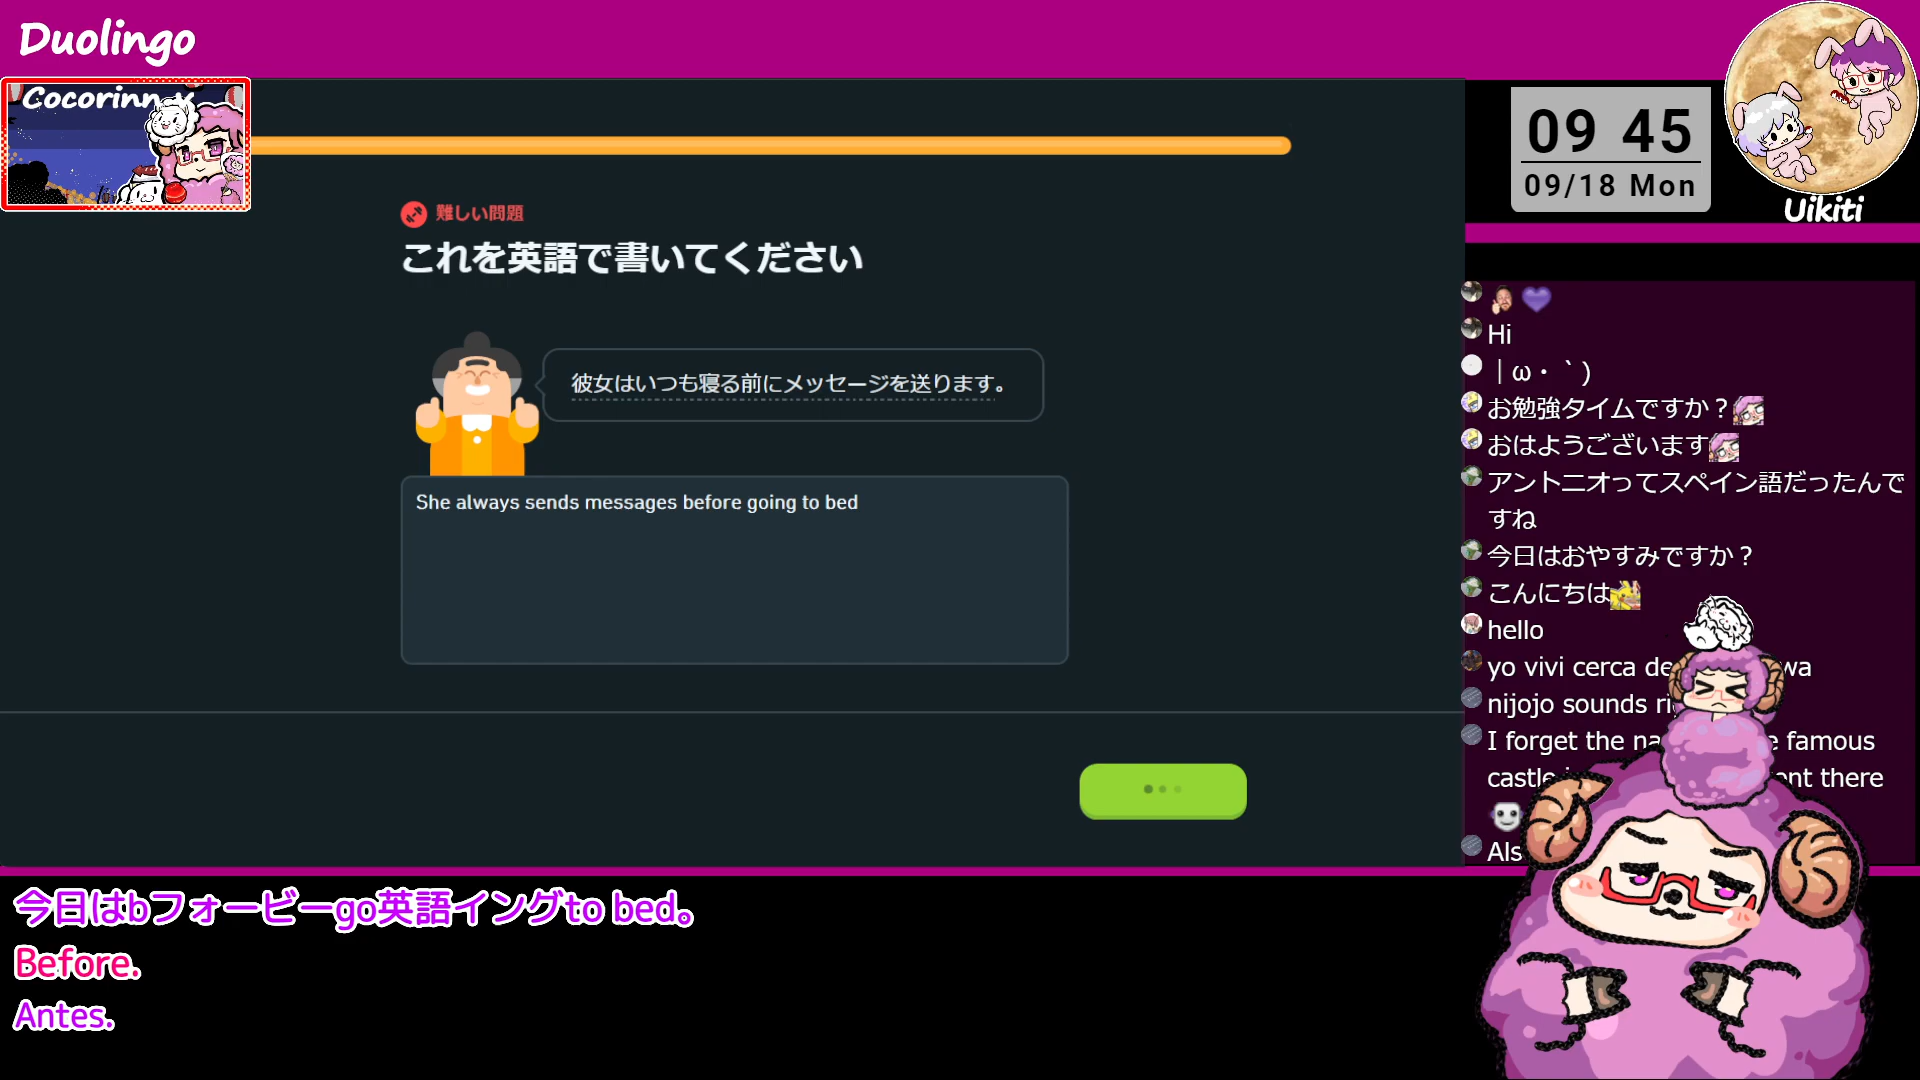 Duolingo
Cocorinn
09 45
09/18 Mon
Uikiti
難しい問題
これを英語で書いてください
彼女はいつも寝る前にメッセージを送ります。
She always sends messages before going to bed
Hi
|ω・｀)
お勉強タイムですか？
おはようございます
アントニオってスペイン語だったんで
すね
今日はおやすみですか？
こんにちは
hello
yo vivi cerca de
nijojo sounds
I forget the famous
castle there
Als
今日はbフォービーgo英語イングto bed。
Before.
Antes.